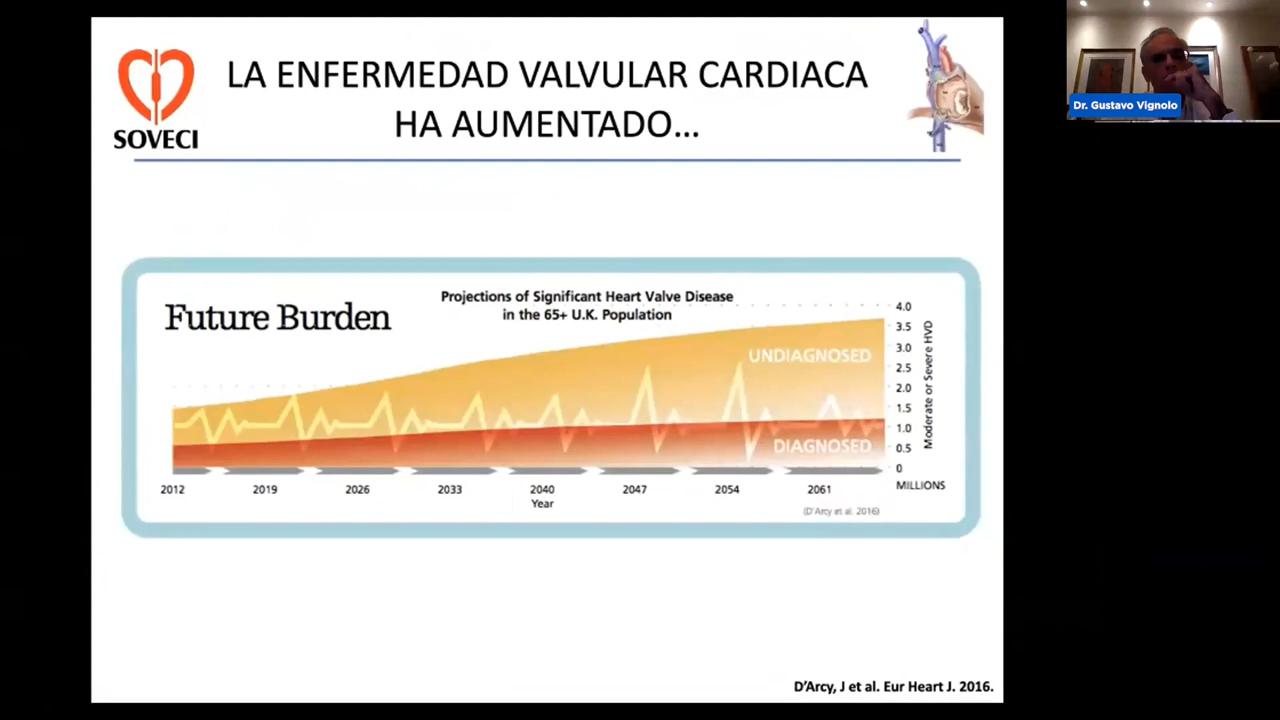 LA ENFERMEDAD VALVULAR CARDIACA
HA AUMENTADO...
SOVECI
Dr. Gustavo Vignolo
Future Burden
Projections of Significant Heart Valve Disease
in the 65+ U.K. Population
UNDIAGNOSED
DIAGNOSED
4.0
3.5
3.0
2.5
2.0
1.5
1.0
0.5
0
MILLIONS
Moderate or Severe HVD
2012 2019 2026 2033 2040 2047 2054 2061
Year
(D'Arcy et al. 2016)
D'Arcy, J et al. Eur Heart J. 2016.